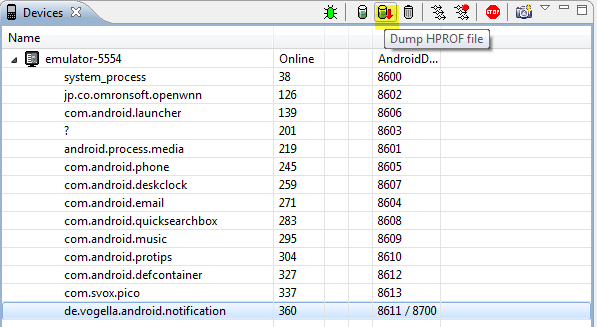 Devices
Dump HPROF file
Name
emulator-5554 Online AndroidD...
system_process 38 8600
jp.co.omronsoft.openwnn 126 8602
com.android.launcher 139 8606
? 201 8603
android.process.media 219 8601
com.android.phone 245 8605
com.android.deskclock 259 8607
com.android.email 271 8604
com.android.quicksearchbox 283 8608
com.android.music 295 8609
com.android.protips 304 8610
com.android.defcontainer 327 8612
com.svox.pico 337 8613
de.vogella.android.notification 360 8611 / 8700